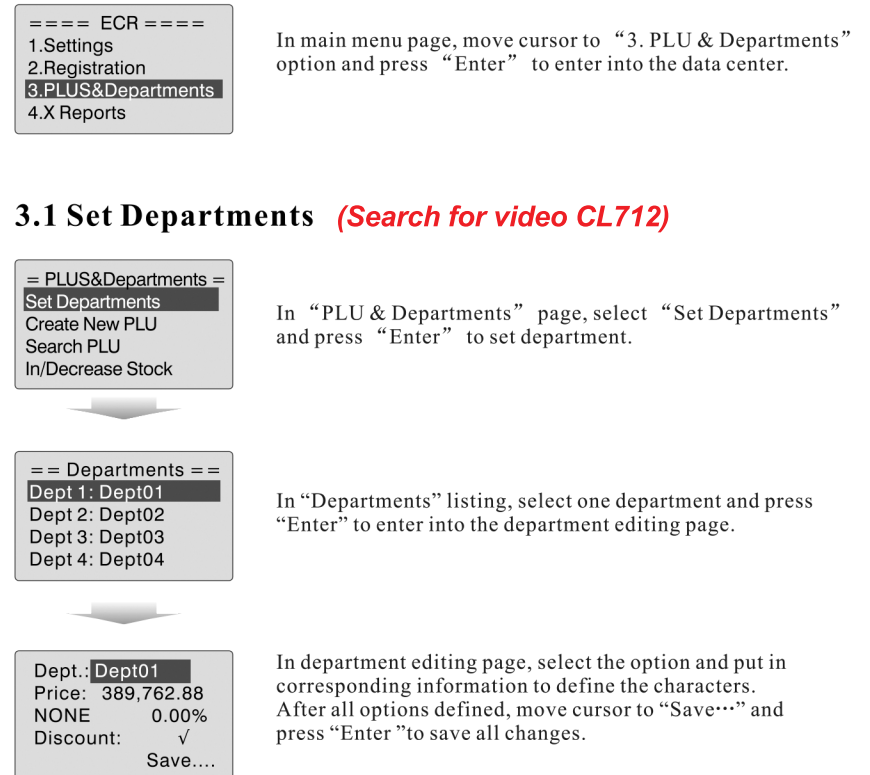 ==== ECR ====
1.Settings
2.Registration
3.PLUS&Departments
4.X Reports
In main menu page, move cursor to “3. PLU & Departments”
option and press “Enter” to enter into the data center.
3.1 Set Departments (Search for video CL712)
= PLUS&Departments =
Set Departments
Create New PLU
Search PLU
In/Decrease Stock
In “PLU & Departments” page, select “Set Departments”
and press “Enter” to set department.
== Departments ==
Dept 1: Dept01
Dept 2: Dept02
Dept 3: Dept03
Dept 4: Dept04
In “Departments” listing, select one department and press
“Enter” to enter into the department editing page.
Dept.: Dept01
Price: 389,762.88
NONE 0.00%
Discount: √
Save....
In department editing page, select the option and put in
corresponding information to define the characters.
After all options defined, move cursor to “Save···” and
press “Enter ”to save all changes.